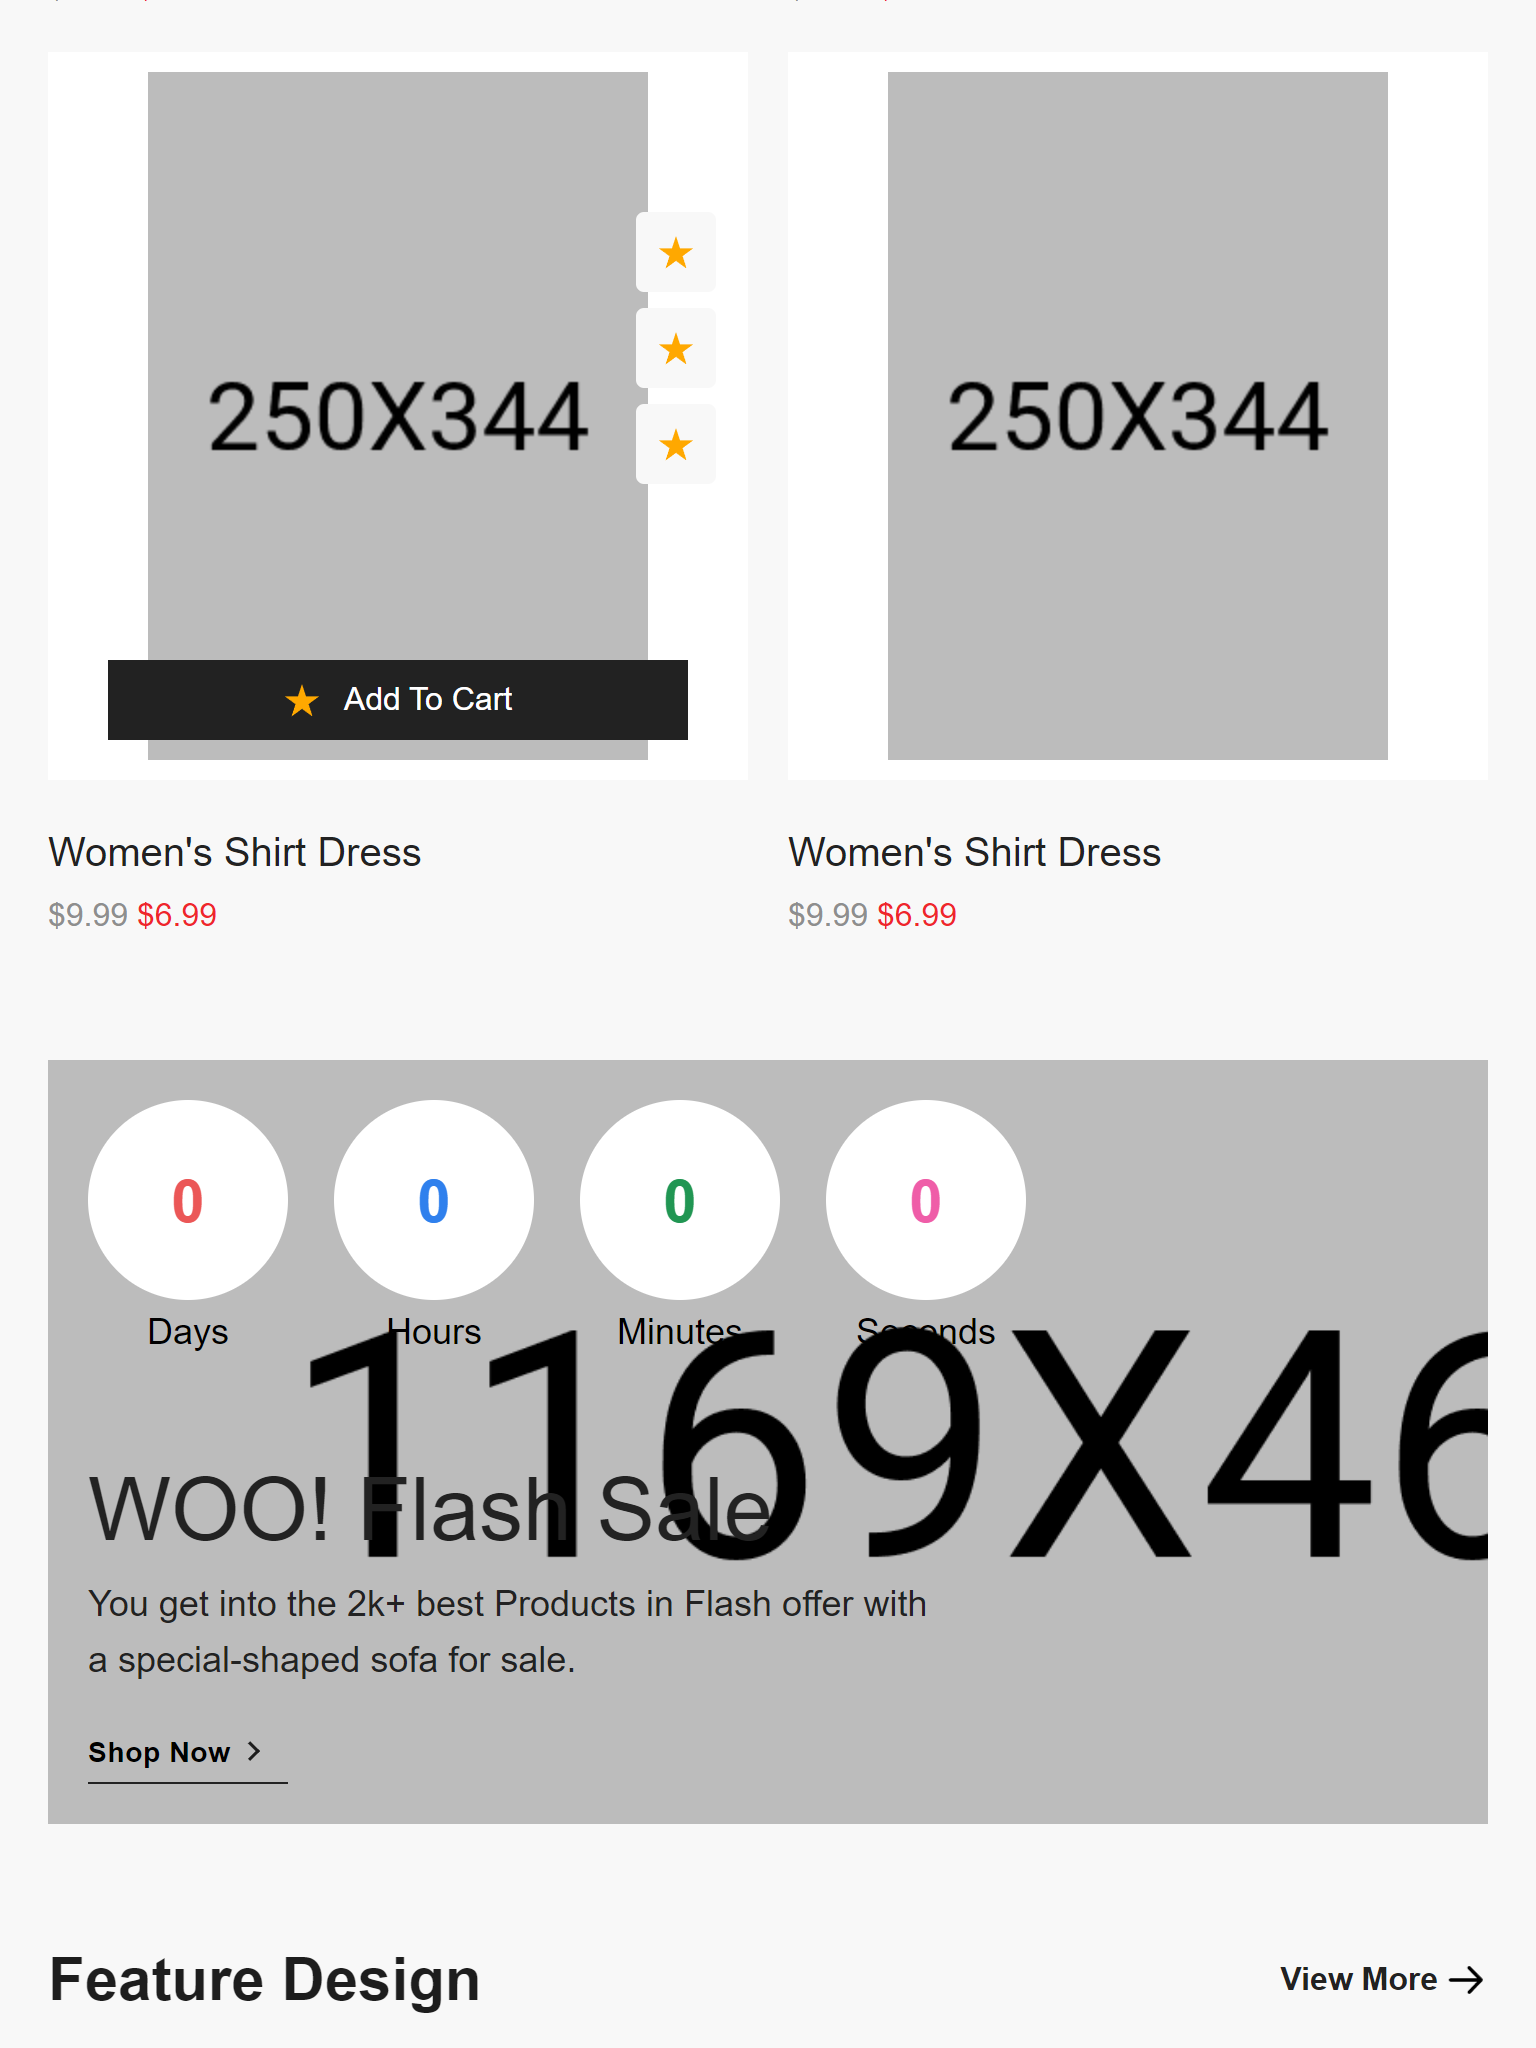 250X344
250X344
Add To Cart
Women's Shirt Dress
Women's Shirt Dress
$9.99 $6.99
$9.99 $6.99
0
0
0
0
Days
Hours
Minutes
Seconds
1169X46
WOO! Flash Sale
You get into the 2k+ best Products in Flash offer with
a special-shaped sofa for sale.
Shop Now
Feature Design
View More